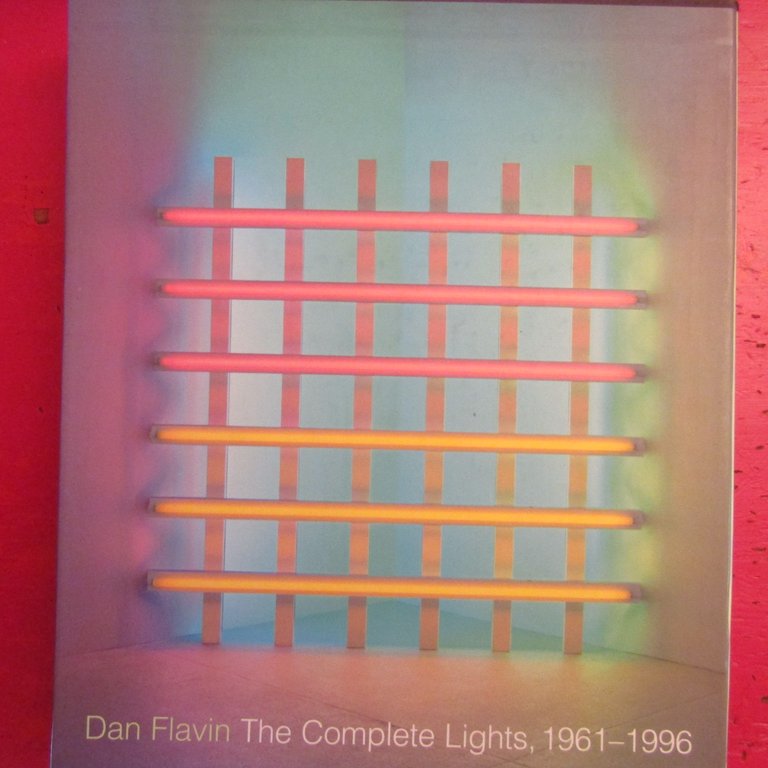 Dan Flavin The Complete Lights, 1961–1996